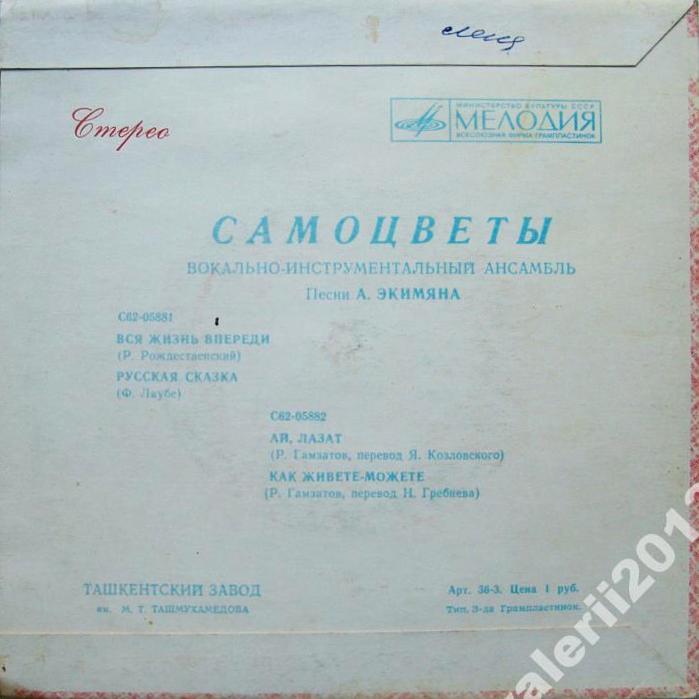 Стерео
МИНИСТЕРСТВО КУЛЬТУРЫ СССР
МЕЛОДИЯ
ВСЕСОЮЗНАЯ ФИРМА ГРАМПЛАСТИНОК
САМОЦВЕТЫ
ВОКАЛЬНО-ИНСТРУМЕНТАЛЬНЫЙ АНСАМБЛЬ
Песни А. ЭКИМЯНА
С62-05881
ВСЯ ЖИЗНЬ ВПЕРЕДИ
(Р. Рождественский)
РУССКАЯ СКАЗКА
(Ф. Лаубе)
С62-05882
АЙ, ЛАЗАТ
(Р. Гамзатов, перевод Я. Козловского)
КАК ЖИВЕТЕ-МОЖЕТЕ
(Р. Гамзатов, перевод Н. Гребнева)
ТАШКЕНТСКИЙ ЗАВОД
им. М. Т. ТАШМУХАМЕДОВА
Арт. 36-3. Цена 1 руб.
Тип. З-да Грампластинок.
valerii2013